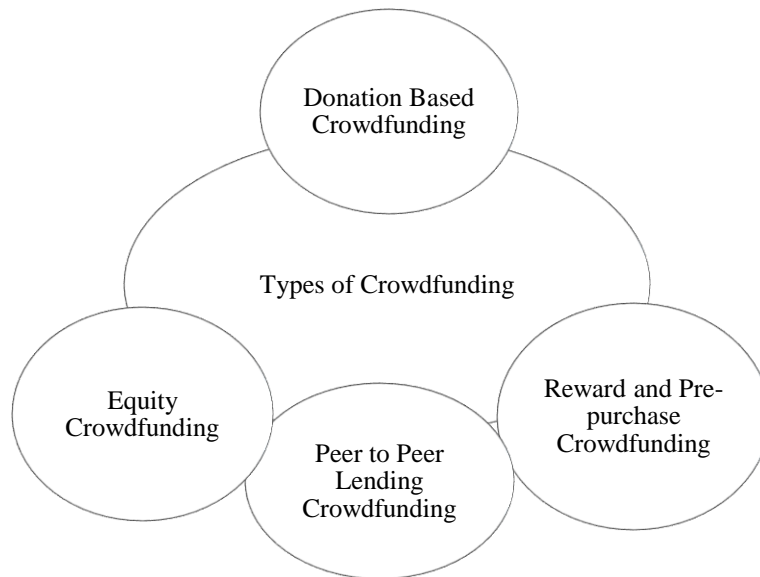 Donation Based
Crowdfunding
Types of Crowdfunding
Equity
Crowdfunding
Peer to Peer
Lending
Crowdfunding
Reward and Pre-
purchase
Crowdfunding